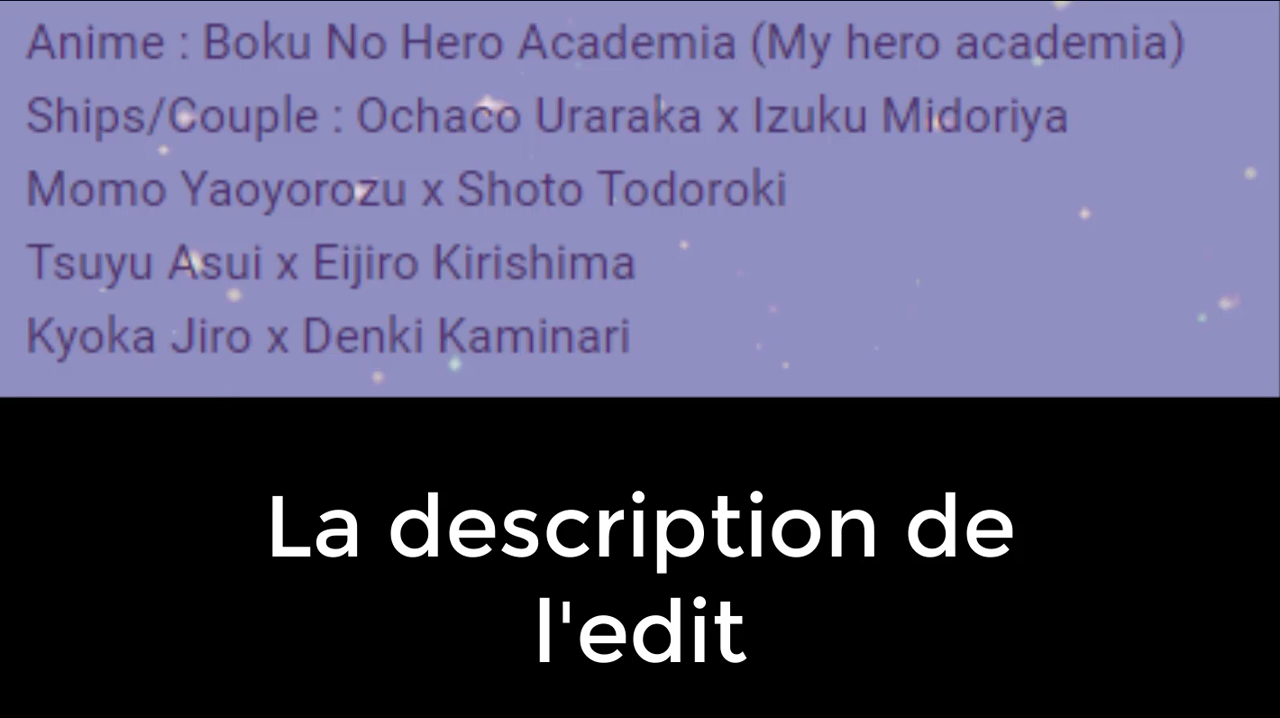 Anime : Boku No Hero Academia (My hero academia)
Ships/Couple : Ochaco Uraraka x Izuku Midoriya
Momo Yaoyorozu x Shoto Todoroki
Tsuyu Asui x Eijiro Kirishima
Kyoka Jiro x Denki Kaminari
La description de
l'edit